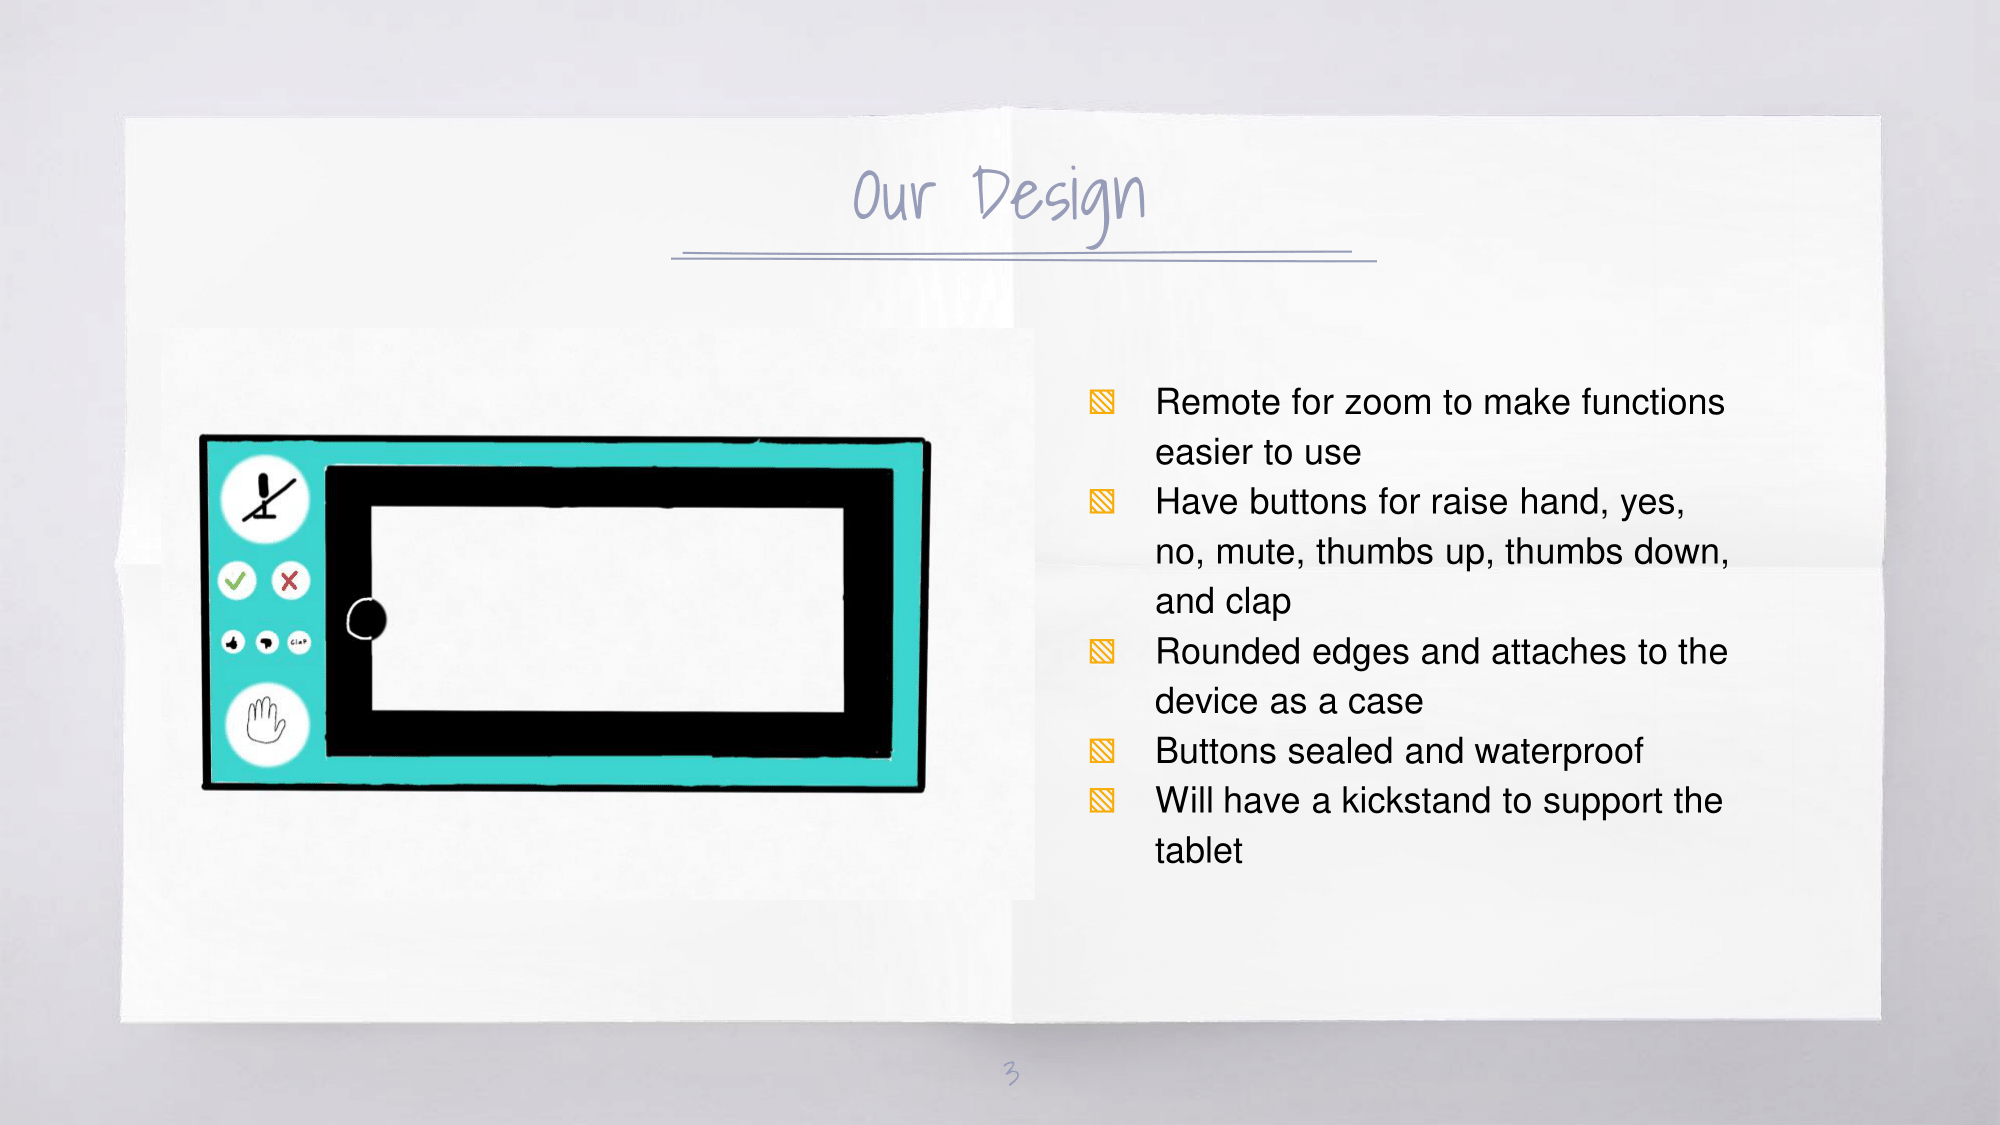 Our Design
clap
Remote for zoom to make functions
easier to use
Have buttons for raise hand, yes,
no, mute, thumbs up, thumbs down,
and clap
Rounded edges and attaches to the
device as a case
Buttons sealed and waterproof
Will have a kickstand to support the
tablet
3